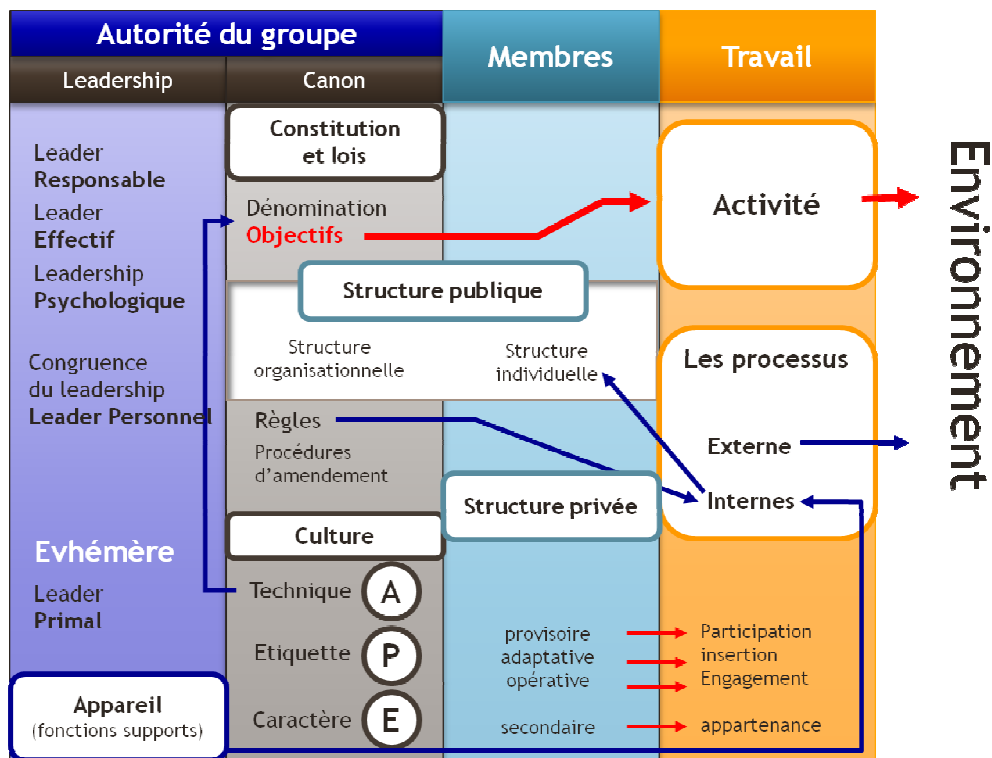 Autorité du groupe
Leadership
Canon
Membres
Travail
Leader
Responsable
Leader
Effectif
Leadership
Psychologique
Congruence
du leadership
Leader Personnel
Evhémère
Leader
Primal
Appareil
(fonctions supports)
Constitution
et lois
Dénomination
Objectifs
Structure publique
Structure
organisationnelle
Structure
individuelle
Règles
Procédures
d'amendement
Culture
Technique A
Etiquette P
Caractère E
Structure privée
provisoire
adaptative
opérative
secondaire
Activité
Les processus
Externe
Internes
Participation
insertion
Engagement
appartenance
Environnement